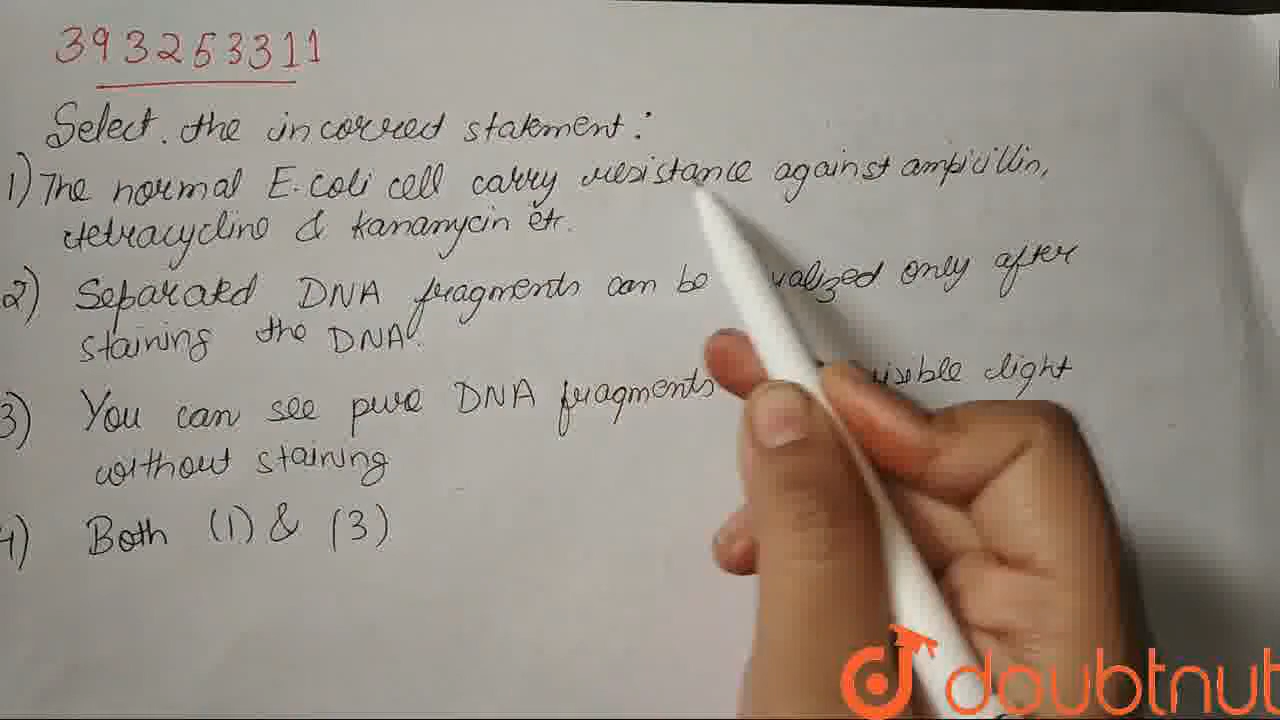 393253311
Select. the incorrect statement:
1) The normal E. coli cell carry resistance against ampicillin,
tetracycline & kanamycin etc.
2) Separated DNA fragments can be only after
staining the DNA.
3) You can see pure DNA fragments visible light
without staining
4) Both (1) & (3)
doubtnut